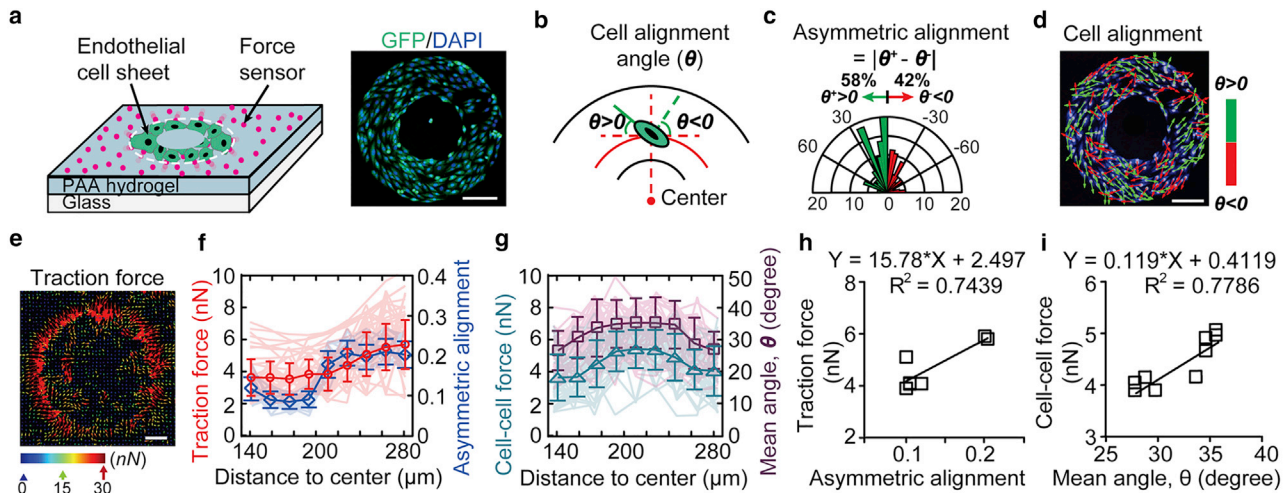 a
Endothelial
cell sheet
Force
sensor
PAA hydrogel
Glass
GFP/DAPI
b
Cell alignment
angle (θ)
θ>0
θ<0
Center
c
Asymmetric alignment
= |θ⁺ - θ⁻|
58% 42%
θ⁺>0 θ⁻<0
30 -30
60 -60
20 10 0 10 20
d
Cell alignment
θ>0
θ<0
e
Traction force
(nN)
0 15 30
f
Traction force (nN)
10
8
6
4
2
0
0.4
0.3
0.2
0.1
0
Asymmetric alignment
140 200 240 280
Distance to center (μm)
g
Cell-cell force (nN)
10
8
6
4
2
0
50
40
30
20
10
0
Mean angle, θ (degree)
140 200 240 280
Distance to center (μm)
h
Y = 15.78*X + 2.497
R² = 0.7439
Traction force
(nN)
8
6
4
2
0.1 0.2
Asymmetric alignment
i
Y = 0.119*X + 0.4119
R² = 0.7786
Cell-cell force
(nN)
6
5
4
3
25 30 35 40
Mean angle, θ (degree)